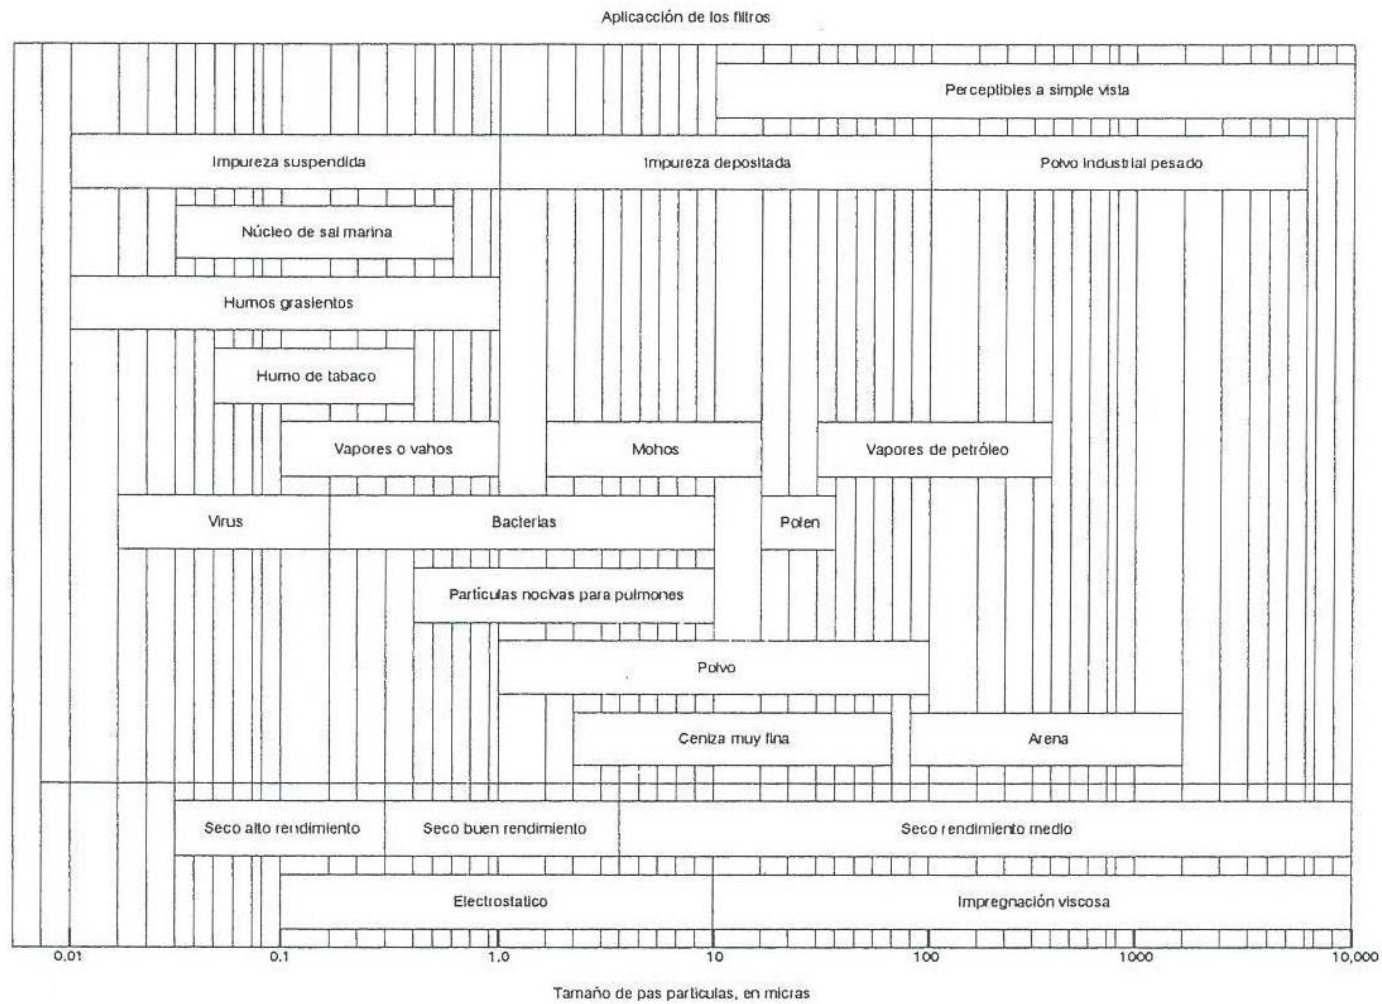 Aplicacción de los filtros
Perceptibles a simple vista
Impureza suspendida
Impureza depositada
Polvo industrial pesado
Núcleo de sal marina
Humos grasientos
Humo de tabaco
Vapores o vahos
Mohos
Vapores de petróleo
Virus
Bacterias
Polen
Partículas nocivas para pulmones
Polvo
Ceniza muy fina
Arena
Seco alto rendimiento
Seco buen rendimiento
Seco rendimiento medio
Electrostatico
Impregnación viscosa
0.01
0.1
1.0
10
100
1000
10,000
Tamaño de pas particulas, en micras